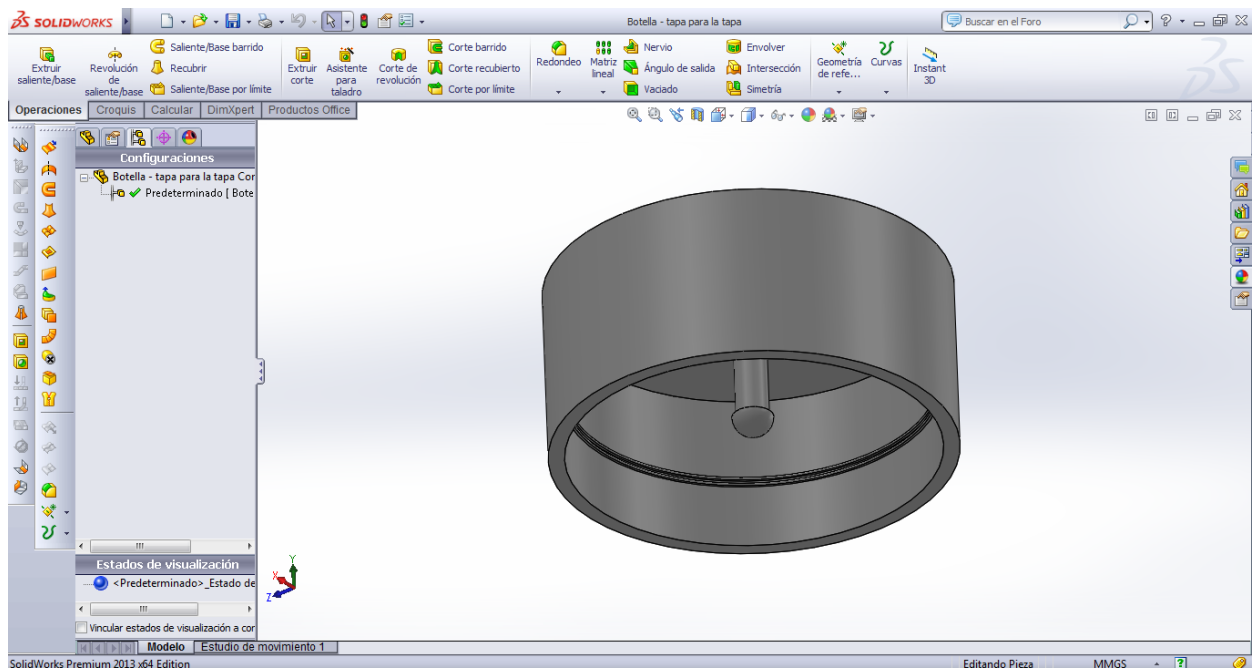 SOLIDWORKS
Botella - tapa para la tapa
Buscar en el Foro
Extruir saliente/base
Revolución de saliente/base
Saliente/Base barrido
Recubrir
Saliente/Base por límite
Extruir corte
Asistente para taladro
Corte de revolución
Corte barrido
Corte recubierto
Corte por límite
Redondeo
Matriz lineal
Nervio
Ángulo de salida
Vaciado
Envolver
Intersección
Simetría
Geometría de refe...
Curvas
Instant 3D
Operaciones
Croquis
Calcular
DimXpert
Productos Office
Configuraciones
Botella - tapa para la tapa Cor
Predeterminado [ Bote
Y
X
Z
Estados de visualización
<Predeterminado>_Estado de
Vincular estados de visualización a cor
Modelo
Estudio de movimiento 1
SolidWorks Premium 2013 x64 Edition
Editando Pieza
MMGS